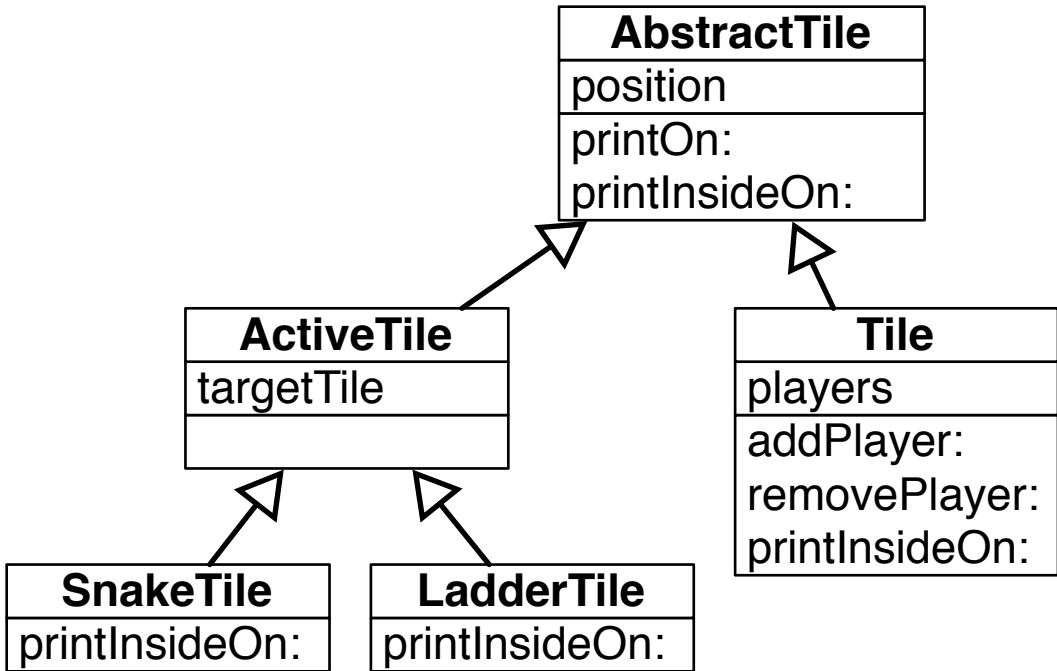 AbstractTile
position
printOn:
printInsideOn:
ActiveTile
targetTile
Tile
players
addPlayer:
removePlayer:
printInsideOn:
SnakeTile
printInsideOn:
LadderTile
printInsideOn: